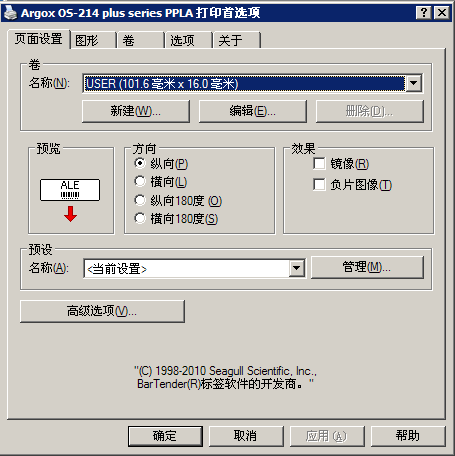 Argox OS-214 plus series PPLA 打印首选项
页面设置 图形 卷 选项 关于
卷
名称(N): USER (101.6 毫米 x 16.0 毫米)
新建(W)... 编辑(E)... 删除(D)...
预览 方向 效果
纵向(P) 镜像(R)
ALE 横向(L) 负片图像(T)
纵向180度 (O)
横向180度(S)
预设
名称(A): <当前设置> 管理(M)...
高级选项(V)...
"(C) 1998-2010 Seagull Scientific, Inc.,
BarTender(R)标签软件的开发商。"
确定 取消 应用 (A) 帮助